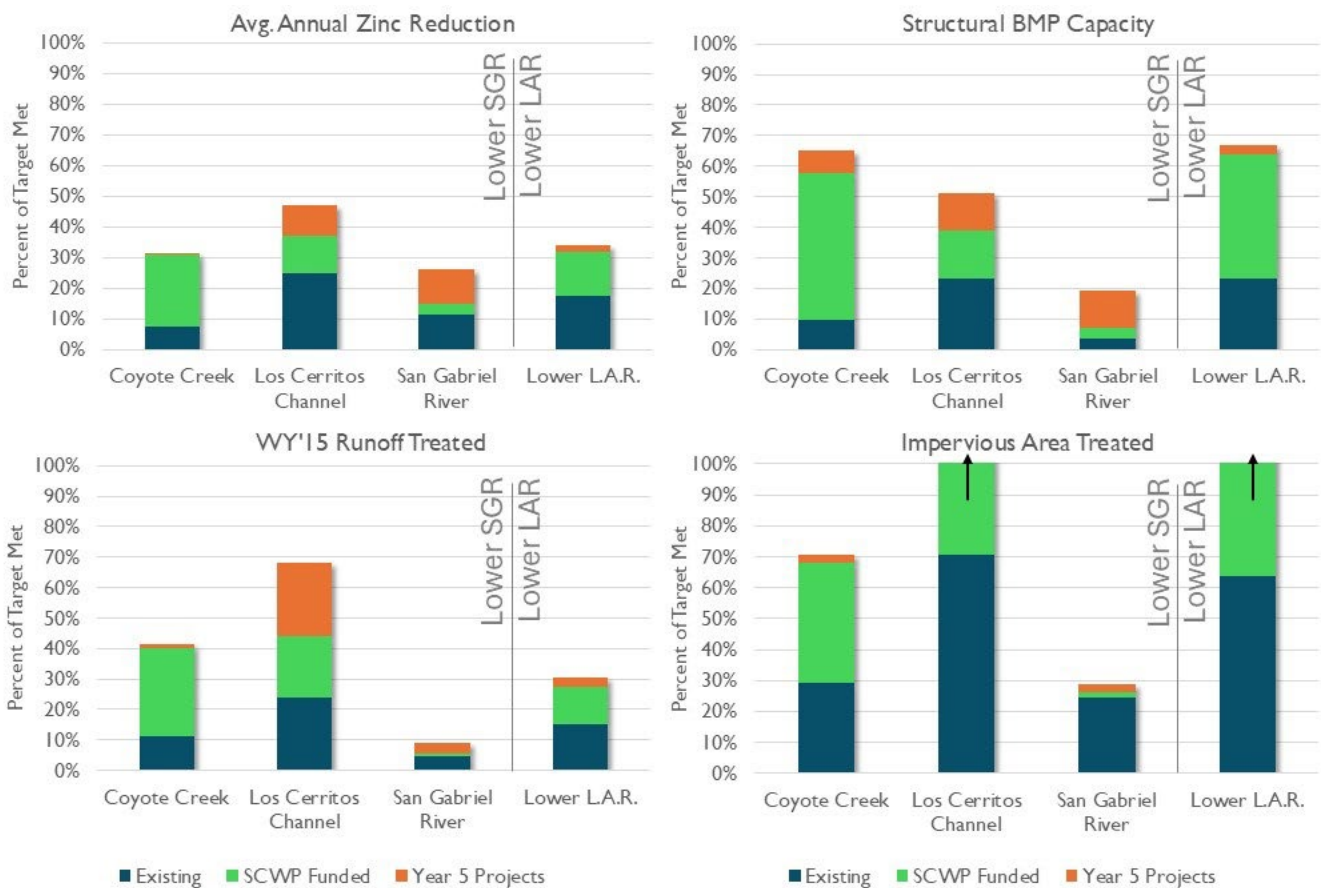 Avg. Annual Zinc Reduction
Percent of Target Met
100%
90%
80%
70%
60%
50%
40%
30%
20%
10%
0%
Lower SGR
Lower LAR
Coyote Creek
Los Cerritos
Channel
San Gabriel
River
Lower L.A.R.
Structural BMP Capacity
Percent of Target Met
100%
90%
80%
70%
60%
50%
40%
30%
20%
10%
0%
Lower SGR
Lower LAR
Coyote Creek
Los Cerritos
Channel
San Gabriel
River
Lower L.A.R.
WY'15 Runoff Treated
Percent of Target Met
100%
90%
80%
70%
60%
50%
40%
30%
20%
10%
0%
Lower SGR
Lower LAR
Coyote Creek
Los Cerritos
Channel
San Gabriel
River
Lower L.A.R.
Existing
SCWP Funded
Year 5 Projects
Impervious Area Treated
Percent of Target Met
100%
90%
80%
70%
60%
50%
40%
30%
20%
10%
0%
Lower SGR
Lower LAR
Coyote Creek
Los Cerritos
Channel
San Gabriel
River
Lower L.A.R.
Existing
SCWP Funded
Year 5 Projects